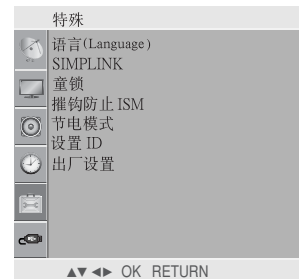 特殊
语言(Language)
SIMPLINK
童锁
推钩防止 ISM
节电模式
设置 ID
出厂设置
▲▼ ◄► OK RETURN